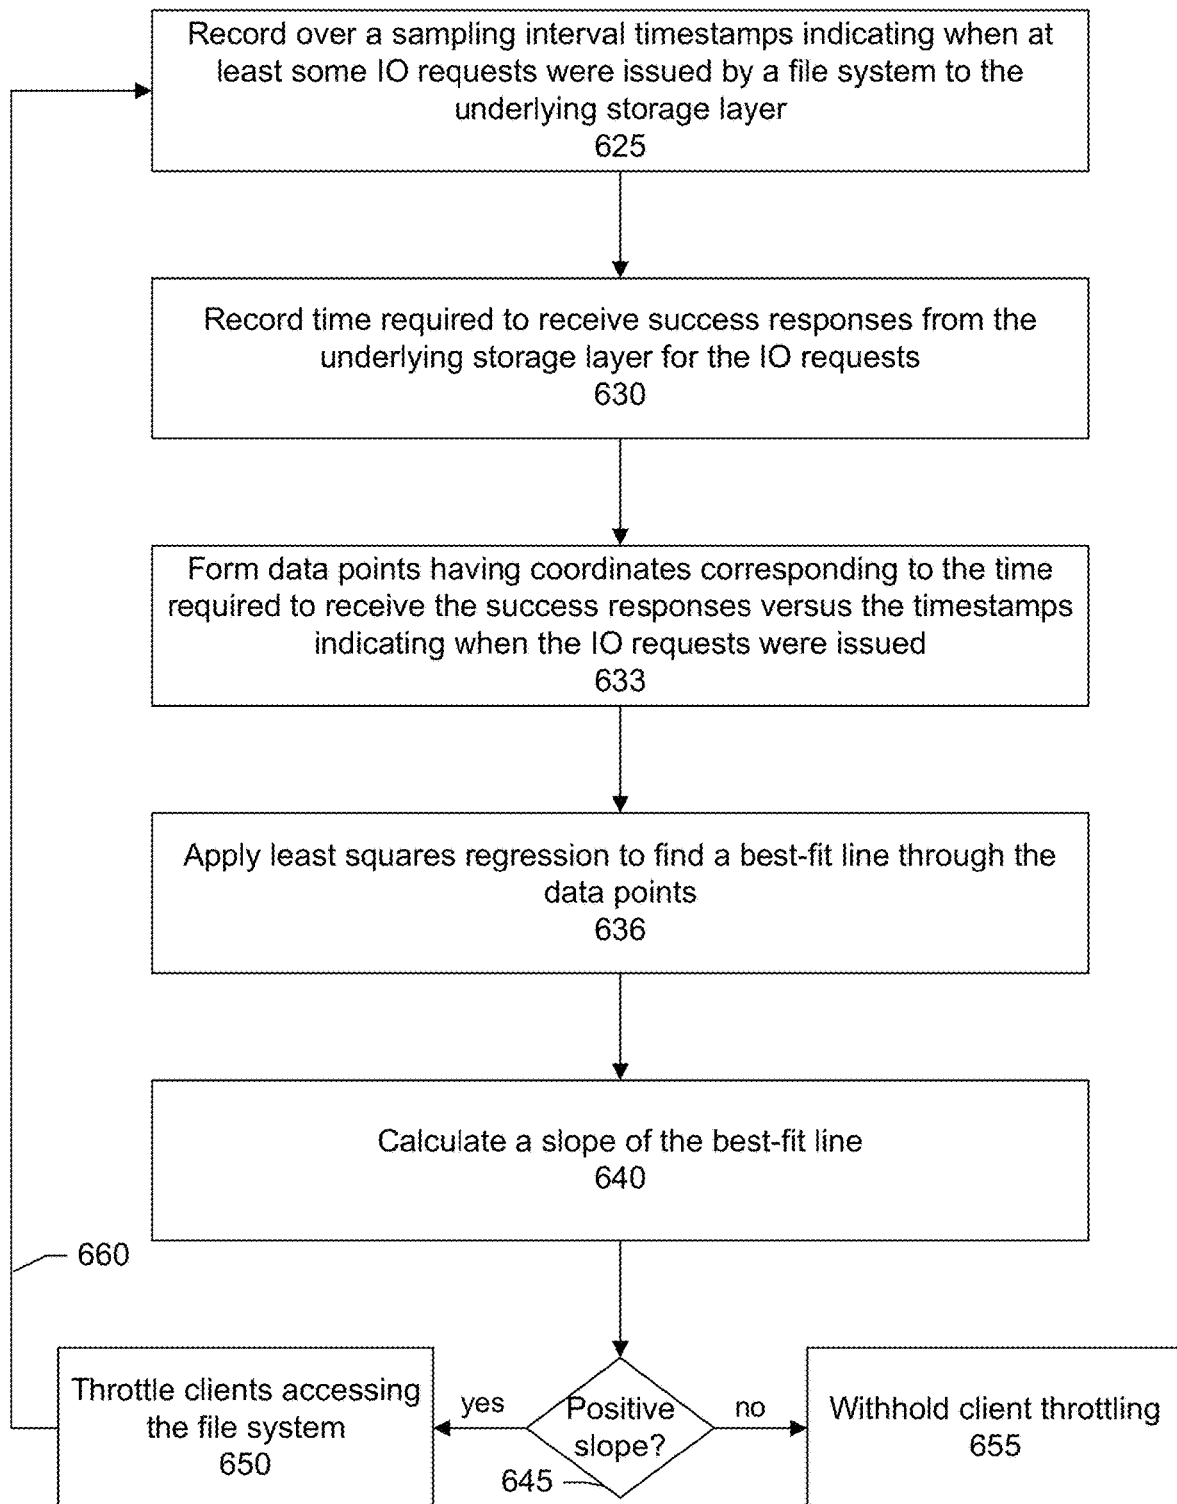 Record over a sampling interval timestamps indicating when at
least some IO requests were issued by a file system to the
underlying storage layer
625
Record time required to receive success responses from the
underlying storage layer for the IO requests
630
Form data points having coordinates corresponding to the time
required to receive the success responses versus the timestamps
indicating when the IO requests were issued
633
Apply least squares regression to find a best-fit line through the
data points
636
Calculate a slope of the best-fit line
640
660
Throttle clients accessing
the file system
650
yes
Positive
slope?
645
no
Withhold client throttling
655